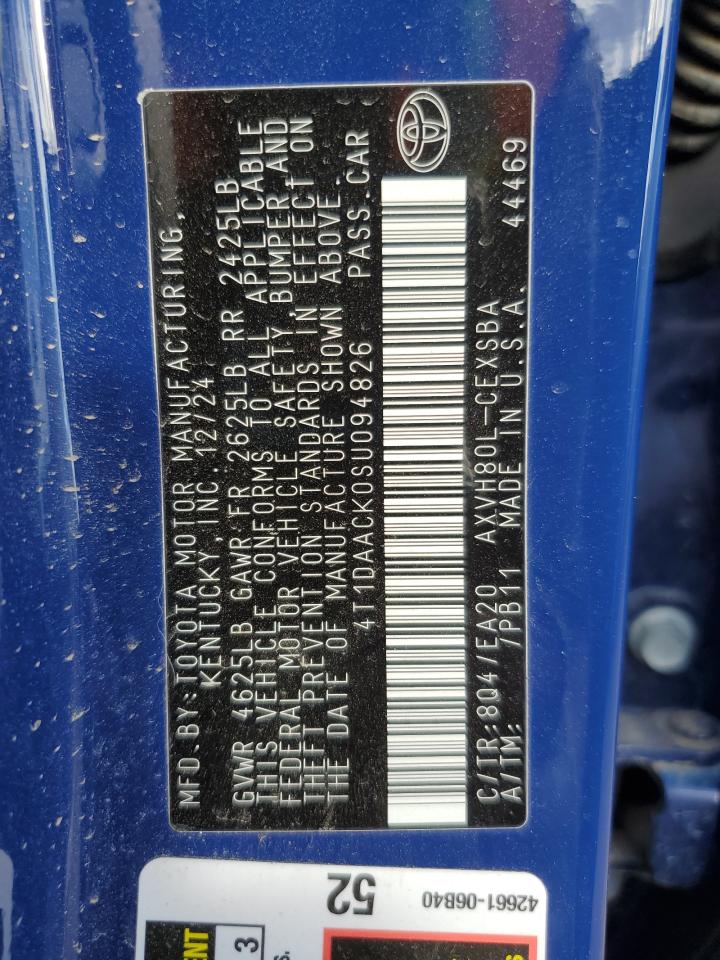 MFD.BY:TOYOTA MOTOR MANUFACTURING,
KENTUCKY, INC. 12/24
GVWR 4625LB GAWR FR 2625LB RR 2425LB
THIS VEHICLE CONFORMS TO ALL APPLICABLE
FEDERAL MOTOR VEHICLE SAFETY, BUMPER, AND
THEFT PREVENTION STANDARDS IN EFFECT ON
THE DATE OF MANUFACTURE SHOWN ABOVE.
4T1DAACK0SU094826 PASS.CAR
C/TR:8Q4/EA20 AXVH80L-CEXSBA
A/TM: /PB11 MADE IN U.S.A. 44469
52
42661-06B40
3